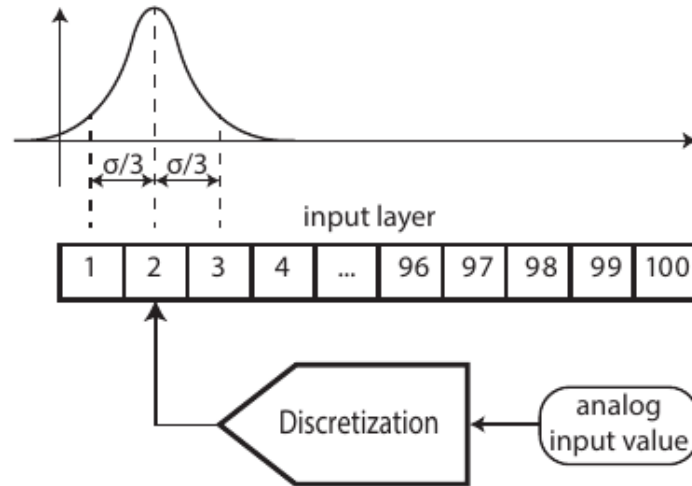 σ/3 σ/3
input layer
1 2 3 4 ... 96 97 98 99 100
Discretization
analog
input value